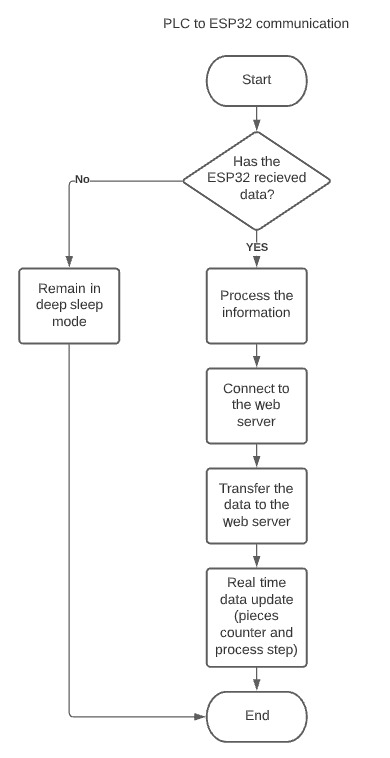 PLC to ESP32 communication
Start
Has the
ESP32 recieved
data?
No
YES
Remain in
deep sleep
mode
Process the
information
Connect to
the web
server
Transfer the
data to the
web server
Real time
data update
(pieces
counter and
process step)
End